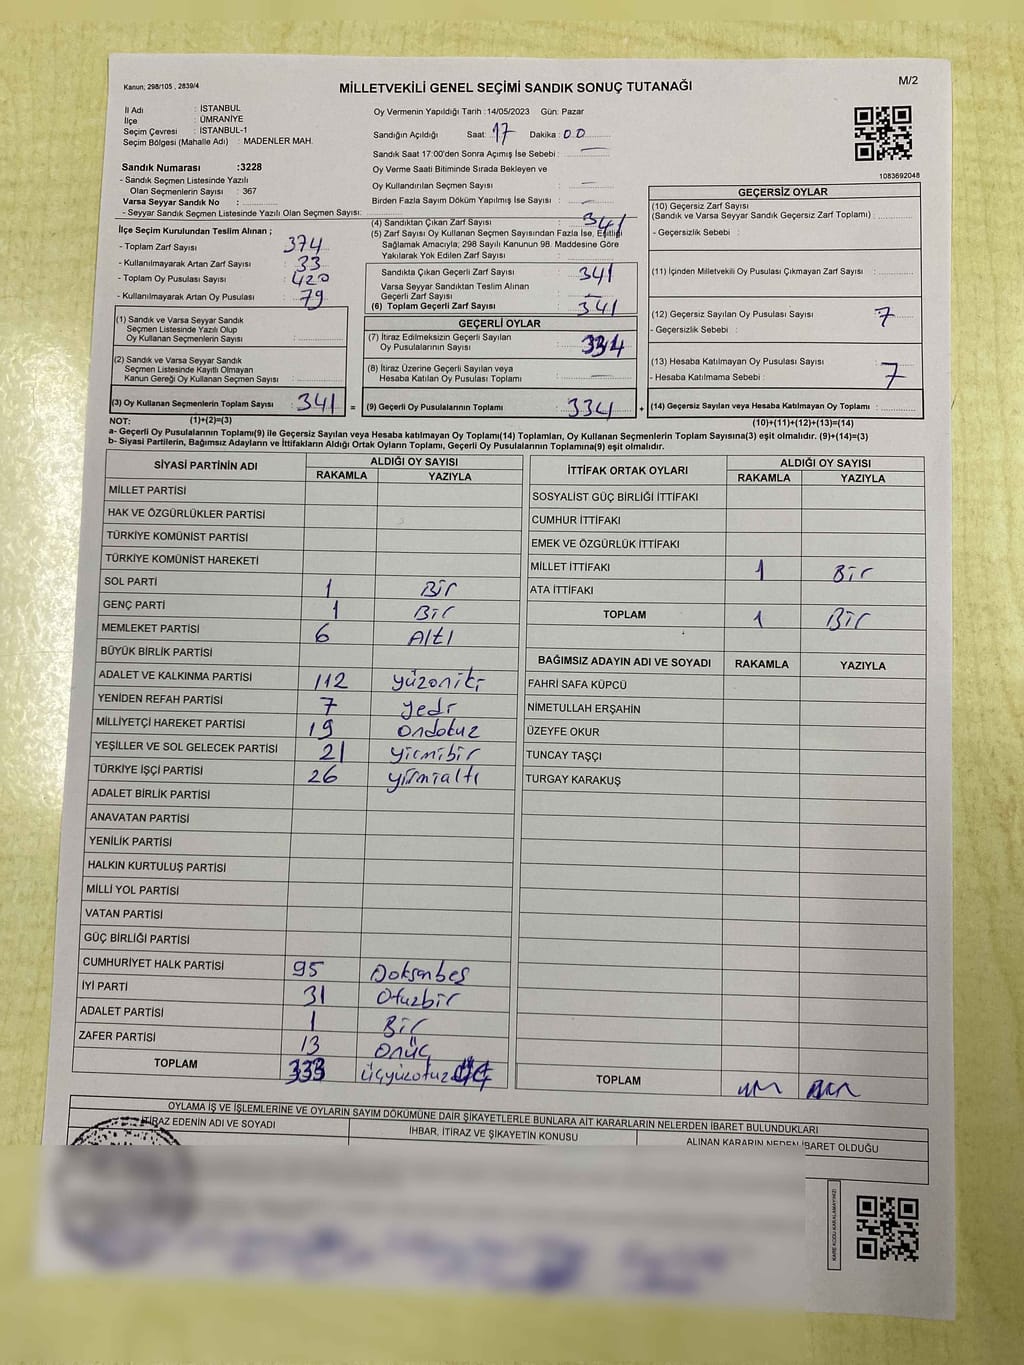 Kanun; 298/105 , 2839/4
MİLLETVEKİLİ GENEL SEÇİMİ SANDIK SONUÇ TUTANAĞI
M/2
İl Adı : İSTANBUL
İlçe : ÜMRANİYE
Seçim Çevresi : İSTANBUL-1
Seçim Bölgesi (Mahalle Adı) : MADENLER MAH.
Sandık Numarası :3228
- Sandık Seçmen Listesinde Yazılı
Olan Seçmenlerin Sayısı : 367
Varsa Seyyar Sandık No :
- Seyyar Sandık Seçmen Listesinde Yazılı Olan Seçmen Sayısı:
Oy Vermenin Yapıldığı Tarih :14/05/2023 Gün: Pazar
Sandığın Açıldığı Saat: 17 Dakika : 00
Sandık Saat 17:00'den Sonra Açımış İse Sebebi : —
Oy Verme Saati Bitiminde Sırada Bekleyen ve
Oy Kullandırılan Seçmen Sayısı : —
Birden Fazla Sayım Döküm Yapılmış İse Sayısı : —
1083692048
İlçe Seçim Kurulundan Teslim Alınan ;
- Toplam Zarf Sayısı : 374
- Kullanılmayarak Artan Zarf Sayısı : 33
- Toplam Oy Pusulası Sayısı : 420
- Kullanılmayarak Artan Oy Pusulası : 79
(1) Sandık ve Varsa Seyyar Sandık
Seçmen Listesinde Yazılı Olup
Oy Kullanan Seçmen Sayısı :
(2) Sandık ve Varsa Seyyar Sandık
Seçmen Listesinde Kayıtlı Olmayan
Kanun Gereği Oy Kullanan Seçmen Sayısı :
(3) Oy Kullanan Seçmenlerin Toplam Sayısı : 341
(1)+(2)=(3)
(4) Sandıktan Çıkan Zarf Sayısı : 341
(5) Zarf Sayısı Oy Kullanan Seçmen Sayısından Fazla İse, Eşitliği
Sağlamak Amacıyla; 298 Sayılı Kanunun 98. Maddesine Göre
Yakılarak Yok Edilen Zarf Sayısı :
Sandıkta Çıkan Geçerli Zarf Sayısı : 341
Varsa Seyyar Sandıktan Teslim Alınan
Geçerli Zarf Sayısı : —
(6) Toplam Geçerli Zarf Sayısı : 341
GEÇERLİ OYLAR
(7) İtiraz Edilmeksizin Geçerli Sayılan
Oy Pusulalarının Sayısı : 334
(8) İtiraz Üzerine Geçerli Sayılan veya
Hesaba Katılan Oy Pusulası Toplamı : —
= (9) Geçerli Oy Pusulalarının Toplamı : 334
GEÇERSİZ OYLAR
(10) Geçersiz Zarf Sayısı
(Sandık ve Varsa Seyyar Sandık Geçersiz Zarf Toplamı) :
- Geçersizlik Sebebi :
(11) İçinden Milletvekili Oy Pusulası Çıkmayan Zarf Sayısı :
(12) Geçersiz Sayılan Oy Pusulası Sayısı : 7
- Geçersizlik Sebebi :
(13) Hesaba Katılmayan Oy Pusulası Sayısı : 7
- Hesaba Katılmama Sebebi :
+ (14) Geçersiz Sayılan veya Hesaba Katılmayan Oy Toplamı :
(10)+(11)+(12)+(13)=(14)
NOT:
a- Geçerli Oy Pusulalarının Toplamı(9) ile Geçersiz Sayılan veya Hesaba katılmayan Oy Toplamı(14) Toplamları, Oy Kullanan Seçmenlerin Toplam Sayısına(3) eşit olmalıdır. (9)+(14)=(3)
b- Siyasi Partilerin, Bağımsız Adayların ve İttifakların Aldığı Ortak Oyların Toplamı, Geçerli Oy Pusulalarının Toplamına(9) eşit olmalıdır.
SİYASİ PARTİNİN ADI ALDIĞI OY SAYISI
RAKAMLA YAZIYLA
MİLLET PARTİSİ
HAK VE ÖZGÜRLÜKLER PARTİSİ
TÜRKİYE KOMÜNİST PARTİSİ
TÜRKİYE KOMÜNİST HAREKETİ
SOL PARTİ 1 Bir
GENÇ PARTİ 1 Bir
MEMLEKET PARTİSİ 6 Altı
BÜYÜK BİRLİK PARTİSİ
ADALET VE KALKINMA PARTİSİ 112 yüzoniki
YENİDEN REFAH PARTİSİ 7 yedi
MİLLİYETÇİ HAREKET PARTİSİ 19 ondokuz
YEŞİLLER VE SOL GELECEK PARTİSİ 21 yirmibir
TÜRKİYE İŞÇİ PARTİSİ 26 yirmialtı
ADALET BİRLİK PARTİSİ
ANAVATAN PARTİSİ
YENİLİK PARTİSİ
HALKIN KURTULUŞ PARTİSİ
MİLLİ YOL PARTİSİ
VATAN PARTİSİ
GÜÇ BİRLİĞİ PARTİSİ
CUMHURİYET HALK PARTİSİ 95 Doksanbeş
İYİ PARTİ 31 Otuzbir
ADALET PARTİSİ 1 Bir
ZAFER PARTİSİ 13 onüç
TOPLAM 333 üçyüzotuzüç
İTTİFAK ORTAK OYLARI ALDIĞI OY SAYISI
RAKAMLA YAZIYLA
SOSYALİST GÜÇ BİRLİĞİ İTTİFAKI
CUMHUR İTTİFAKI
EMEK VE ÖZGÜRLÜK İTTİFAKI
MİLLET İTTİFAKI 1 Bir
ATA İTTİFAKI
TOPLAM 1 Bir
BAĞIMSIZ ADAYIN ADI VE SOYADI RAKAMLA YAZIYLA
FAHRİ SAFA KÜPCÜ
NİMETULLAH ERŞAHİN
ÜZEYFE OKUR
TUNCAY TAŞÇI
TURGAY KARAKUŞ
TOPLAM
OYLAMA İŞ VE İŞLEMLERİNE VE OYLARIN SAYIM DÖKÜMÜNE DAİR ŞİKAYETLERLE BUNLARA AİT KARARLARIN NELERDEN İBARET BULUNDUKLARI
İTİRAZ EDENİN ADI VE SOYADI İHBAR, İTİRAZ VE ŞİKAYETİN KONUSU ALINAN KARARIN NEDEN İBARET OLDUĞU
KARE KODU KARALAMAYINIZ!